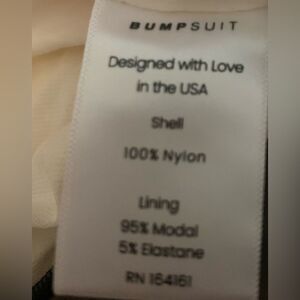 BUMPSUIT
Designed with Love
in the USA
Shell
100% Nylon
Lining
95% Modal
5% Elastane
RN 164161